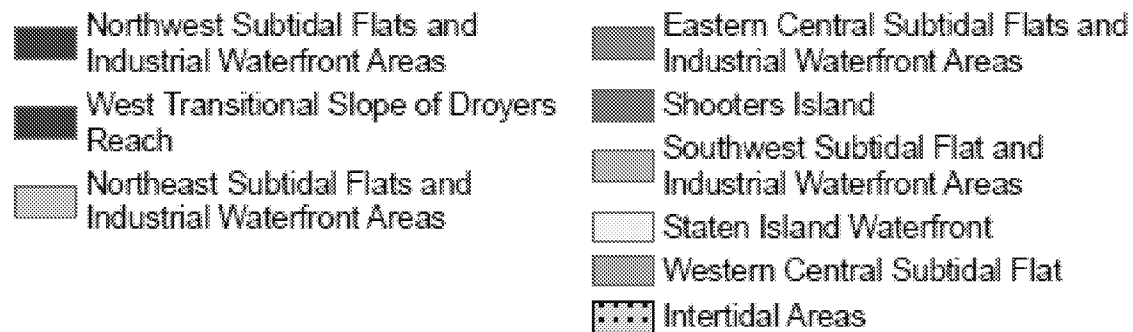 Northwest Subtidal Flats and
Industrial Waterfront Areas
West Transitional Slope of Droyers
Reach
Northeast Subtidal Flats and
Industrial Waterfront Areas
Eastern Central Subtidal Flats and
Industrial Waterfront Areas
Shooters Island
Southwest Subtidal Flat and
Industrial Waterfront Areas
Staten Island Waterfront
Western Central Subtidal Flat
Intertidal Areas